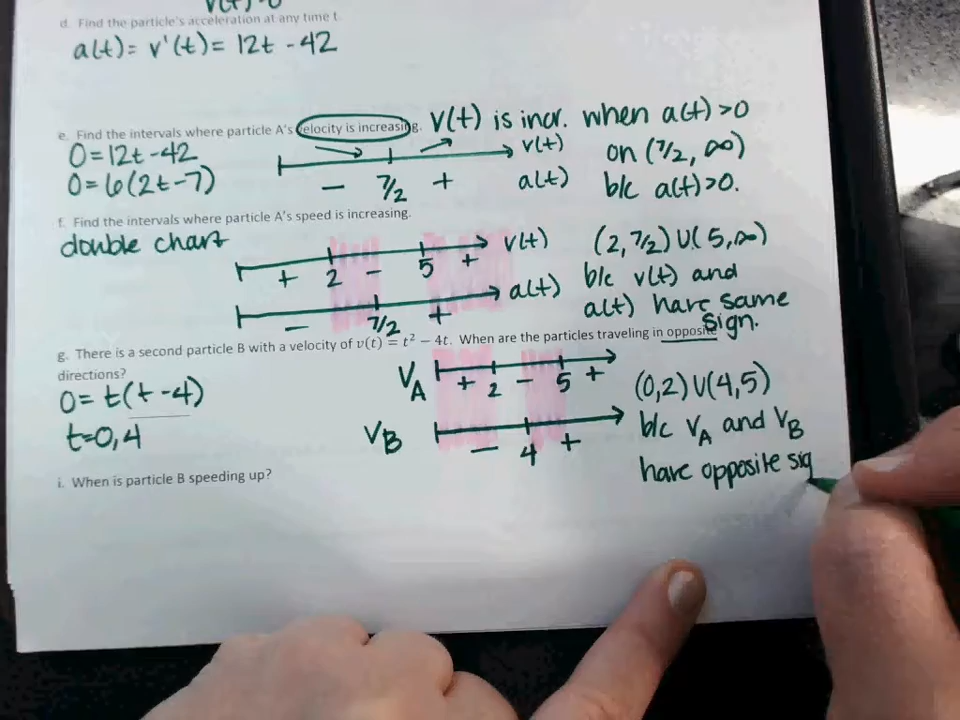 d. Find the particle's acceleration at any time t.
a(t) = v'(t) = 12t - 42
e. Find the intervals where particle A's velocity is increasing.
v(t) is incr. when a(t) > 0
0 = 12t - 42
v(t)
on (7/2, ∞)
0 = 6(2t - 7)
- 7/2 +
a(t)
b/c a(t) > 0.
f. Find the intervals where particle A's speed is increasing.
double chart
+ 2 - 5 +
v(t)
(2, 7/2) U (5, ∞)
- 7/2 +
a(t)
b/c v(t) and
a(t) have same
sign.
g. There is a second particle B with a velocity of v(t) = t² − 4t. When are the particles traveling in opposite
directions?
0 = t(t - 4)
VA
+ 2 - 5 +
(0,2) U (4,5)
t = 0, 4
VB
- 4 +
b/c VA and VB
have opposite sig
i. When is particle B speeding up?